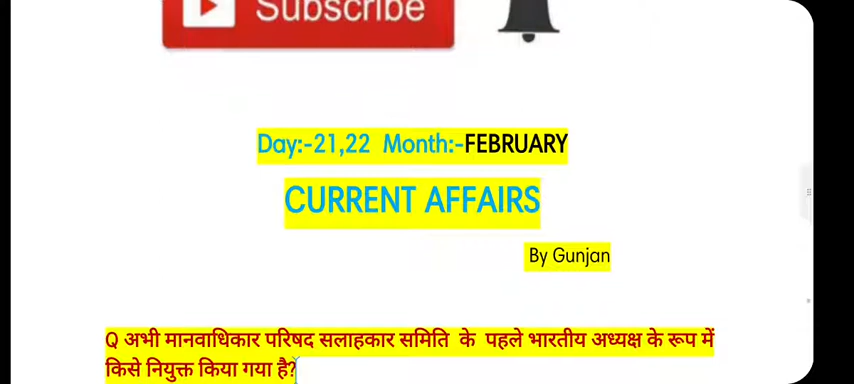 Subscribe
Day:-21,22 Month:-FEBRUARY
CURRENT AFFAIRS
By Gunjan
Q अभी मानवाधिकार परिषद सलाहकार समिति के पहले भारतीय अध्यक्ष के रूप में
किसे नियुक्त किया गया है?